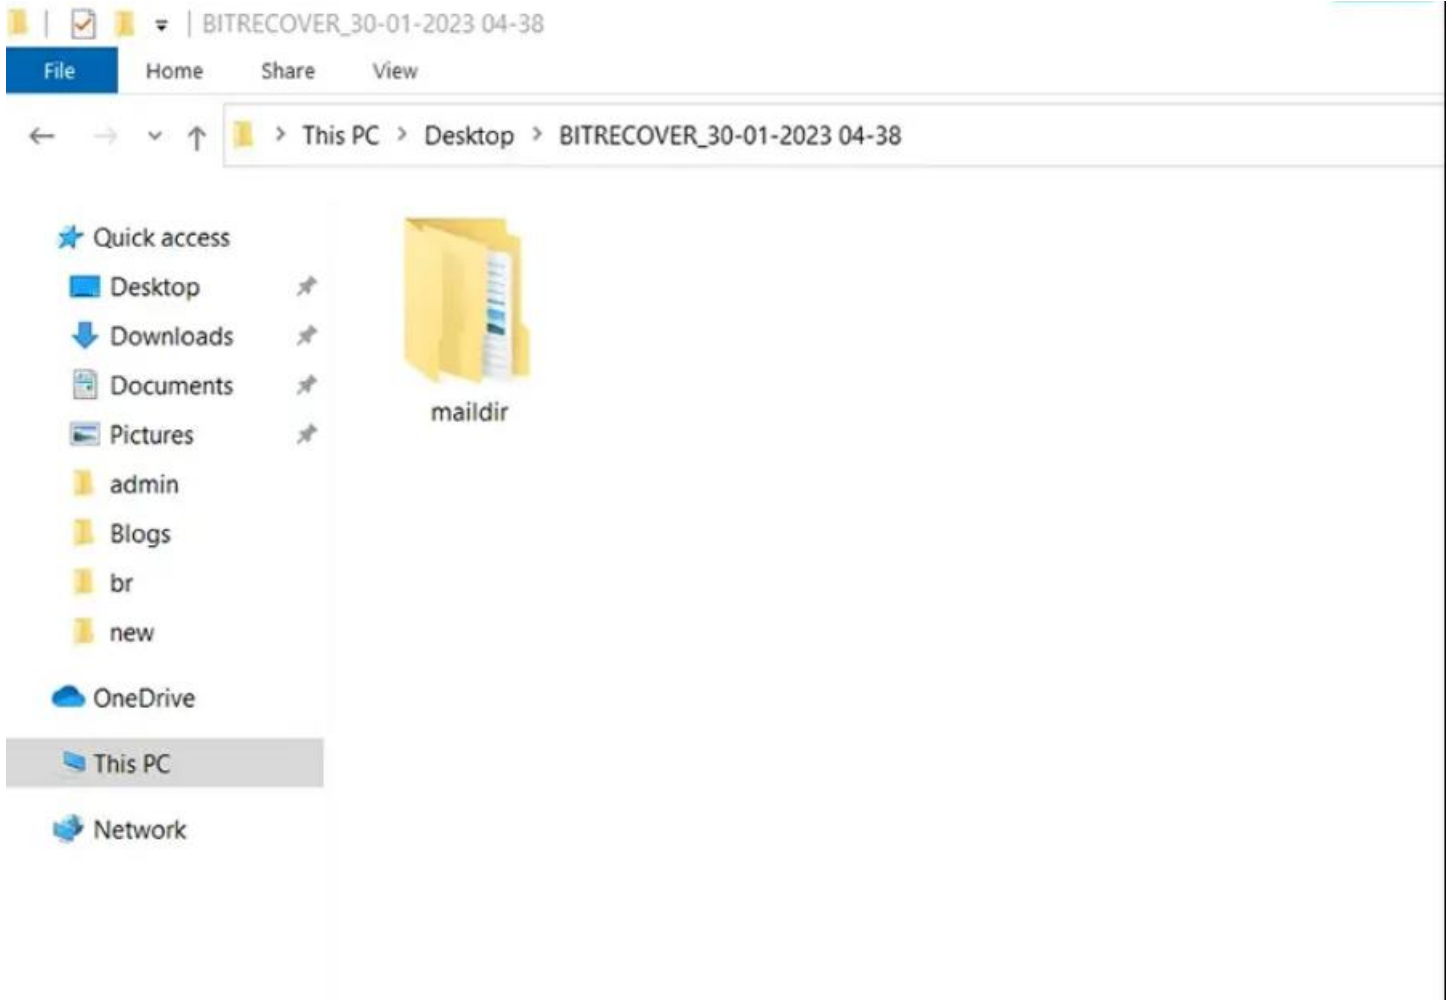 BITRECOVER_30-01-2023 04-38
File Home Share View
This PC > Desktop > BITRECOVER_30-01-2023 04-38
Quick access
Desktop
Downloads
Documents
Pictures
admin
Blogs
br
new
OneDrive
This PC
Network
maildir